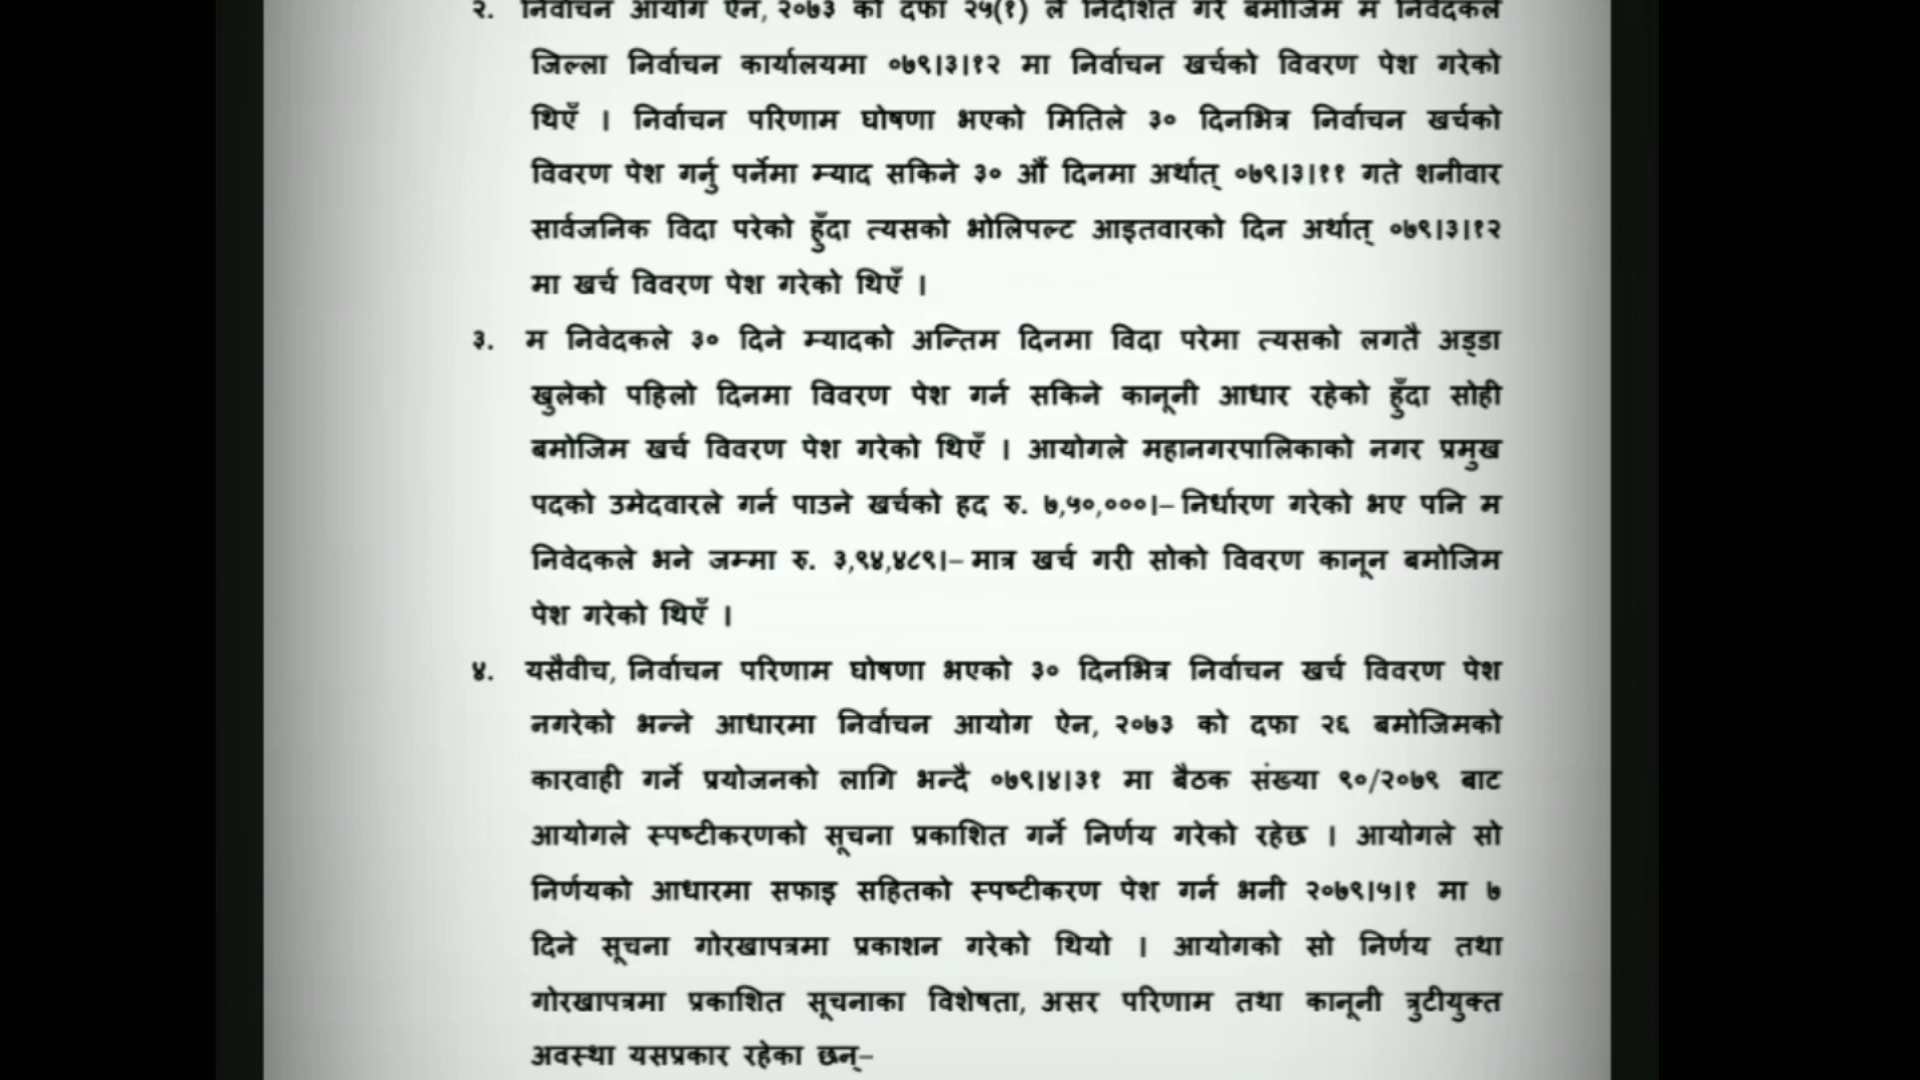 २. निर्वाचन आयोग ऐन, २०७३ को दफा २५(१) ले निर्देशित गरे बमोजिम म निवेदकले
जिल्ला निर्वाचन कार्यालयमा ०७९।३।१२ मा निर्वाचन खर्चको विवरण पेश गरेको
थिएँ । निर्वाचन परिणाम घोषणा भएको मितिले ३० दिनभित्र निर्वाचन खर्चको
विवरण पेश गर्नु पर्नेमा म्याद सकिने ३० औं दिनमा अर्थात् ०७९।३।११ गते शनीवार
सार्वजनिक विदा परेको हुँदा त्यसको भोलिपल्ट आइतवारको दिन अर्थात् ०७९।३।१२
मा खर्च विवरण पेश गरेको थिएँ ।
३. म निवेदकले ३० दिने म्यादको अन्तिम दिनमा विदा परेमा त्यसको लगतै अड्डा
खुलेको पहिलो दिनमा विवरण पेश गर्न सकिने कानूनी आधार रहेको हुँदा सोही
बमोजिम खर्च विवरण पेश गरेको थिएँ । आयोगले महानगरपालिकाको नगर प्रमुख
पदको उमेदवारले गर्न पाउने खर्चको हद रु. ७,५०,०००।– निर्धारण गरेको भए पनि म
निवेदकले भने जम्मा रु. ३,९४,४८९।– मात्र खर्च गरी सोको विवरण कानून बमोजिम
पेश गरेको थिएँ ।
४. यसैवीच, निर्वाचन परिणाम घोषणा भएको ३० दिनभित्र निर्वाचन खर्च विवरण पेश
नगरेको भन्ने आधारमा निर्वाचन आयोग ऐन, २०७३ को दफा २६ बमोजिमको
कारवाही गर्ने प्रयोजनको लागि भन्दै ०७९।४।३१ मा बैठक संख्या ९०/२०७९ बाट
आयोगले स्पष्टीकरणको सूचना प्रकाशित गर्ने निर्णय गरेको रहेछ । आयोगले सो
निर्णयको आधारमा सफाइ सहितको स्पष्टीकरण पेश गर्न भनी २०७९।५।१ मा ७
दिने सूचना गोरखापत्रमा प्रकाशन गरेको थियो । आयोगको सो निर्णय तथा
गोरखापत्रमा प्रकाशित सूचनाका विशेषता, असर परिणाम तथा कानूनी त्रुटीयुक्त
अवस्था यसप्रकार रहेका छन्–